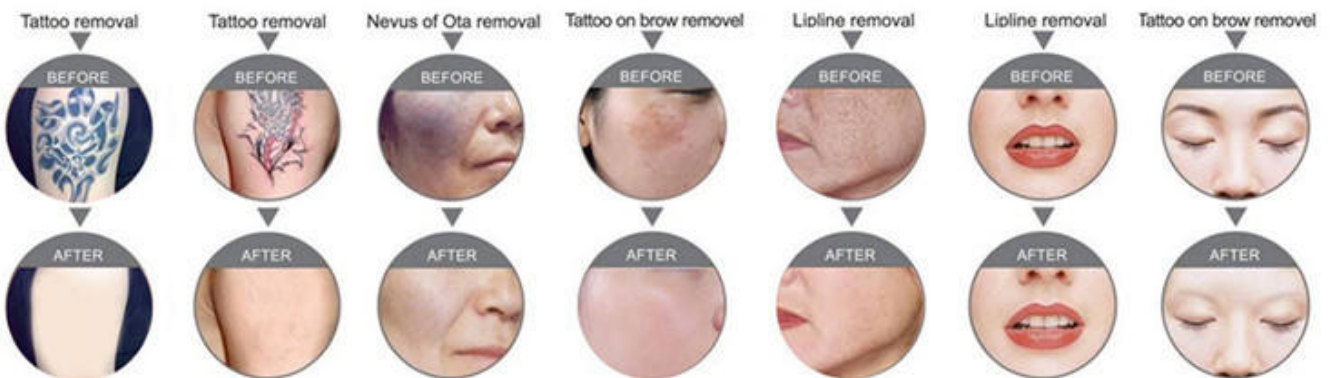 Tattoo removal
Tattoo removal
Nevus of Ota removal
Tattoo on brow removel
Lipline removal
Lipline removal
Tattoo on brow removel
BEFORE
BEFORE
BEFORE
BEFORE
BEFORE
BEFORE
BEFORE
AFTER
AFTER
AFTER
AFTER
AFTER
AFTER
AFTER